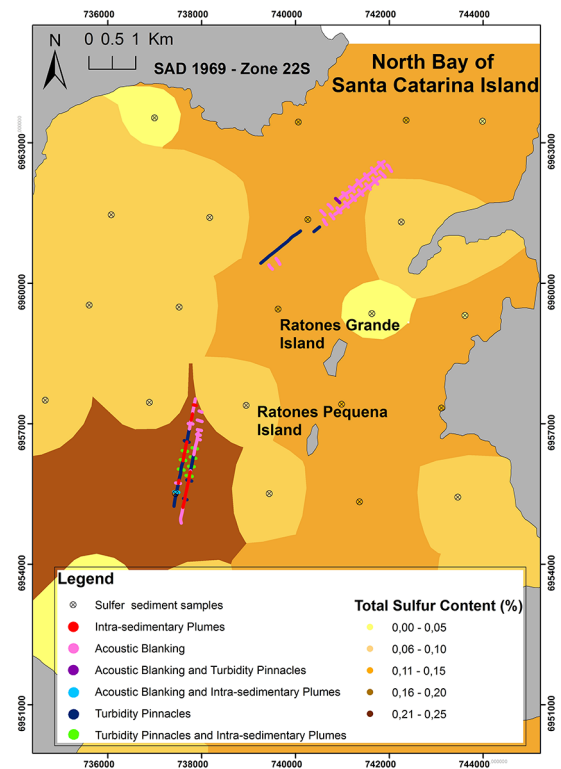 736000 738000 740000 742000 744000
N
0 0.5 1 Km
SAD 1969 - Zone 22S
North Bay of
Santa Catarina Island
6963000 6963000
6960000 6960000
Ratones Grande
Island
Ratones Pequena
Island
6957000 6957000
6954000 6954000
Legend
Sulfer sediment samples
Intra-sedimentary Plumes
Acoustic Blanking
Acoustic Blanking and Turbidity Pinnacles
Acoustic Blanking and Intra-sedimentary Plumes
Turbidity Pinnacles
Turbidity Pinnacles and Intra-sedimentary Plumes
Total Sulfur Content (%)
0,00 - 0,05
0,06 - 0,10
0,11 - 0,15
0,16 - 0,20
0,21 - 0,25
6951000 6951000
736000 738000 740000 742000 744000